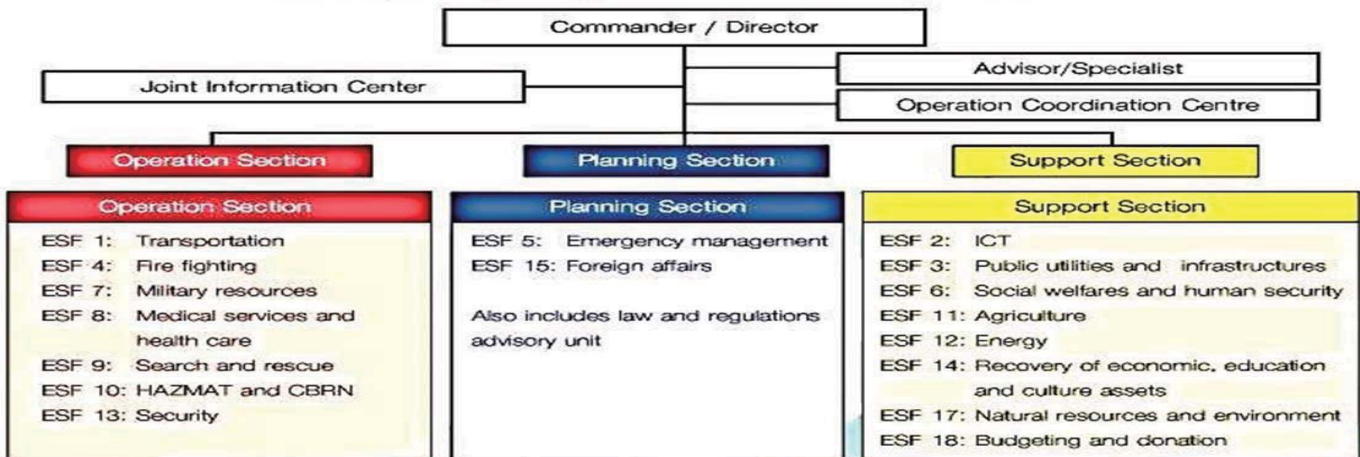 Commander / Director
Joint Information Center
Advisor/Specialist
Operation Coordination Centre
Operation Section
Planning Section
Support Section
Operation Section
ESF 1: Transportation
ESF 4: Fire fighting
ESF 7: Military resources
ESF 8: Medical services and
health care
ESF 9: Search and rescue
ESF 10: HAZMAT and CBRN
ESF 13: Security
Planning Section
ESF 5: Emergency management
ESF 15: Foreign affairs
Also includes law and regulations
advisory unit
Support Section
ESF 2: ICT
ESF 3: Public utilities and infrastructures
ESF 6: Social welfares and human security
ESF 11: Agriculture
ESF 12: Energy
ESF 14: Recovery of economic, education
and culture assets
ESF 17: Natural resources and environment
ESF 18: Budgeting and donation